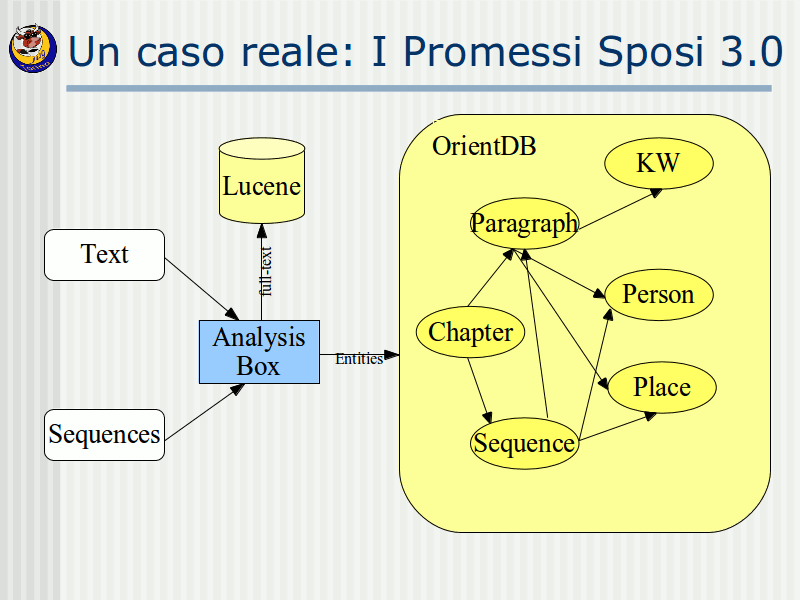 Un caso reale: I Promessi Sposi 3.0
OrientDB
Lucene
KW
Paragraph
Text
full-text
Person
Analysis
Box
Chapter
Entities
Place
Sequences
Sequence